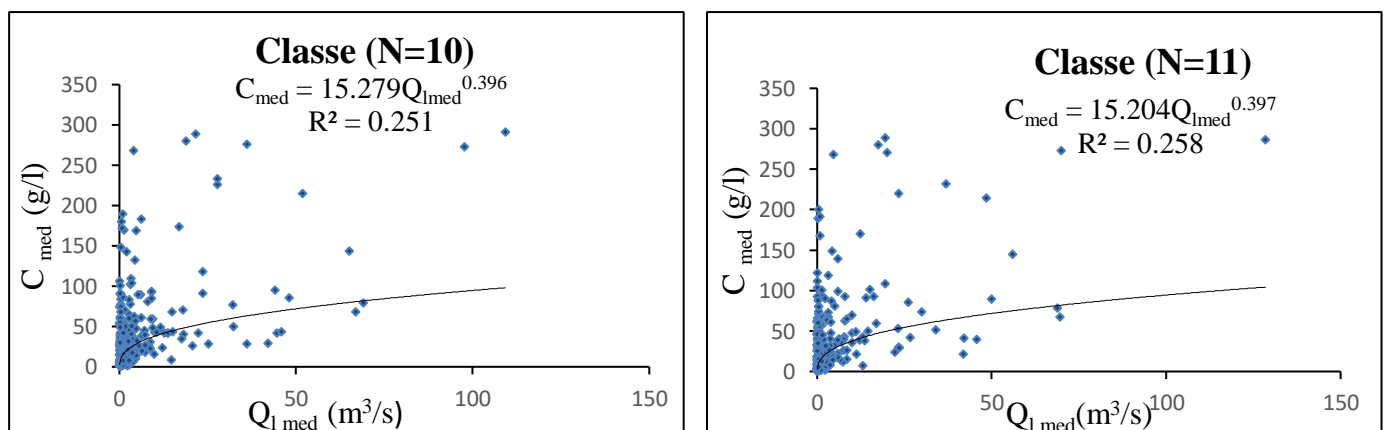 Classe (N=10)
C_med = 15.279Q_lmed^0.396
R² = 0.251
350
300
250
200
150
100
50
0
C med (g/l)
0 50 100 150
Q_l med (m³/s)
Classe (N=11)
C_med = 15.204Q_lmed^0.397
R² = 0.258
350
300
250
200
150
100
50
0
C med (g/l)
0 50 100 150
Q_l med(m³/s)